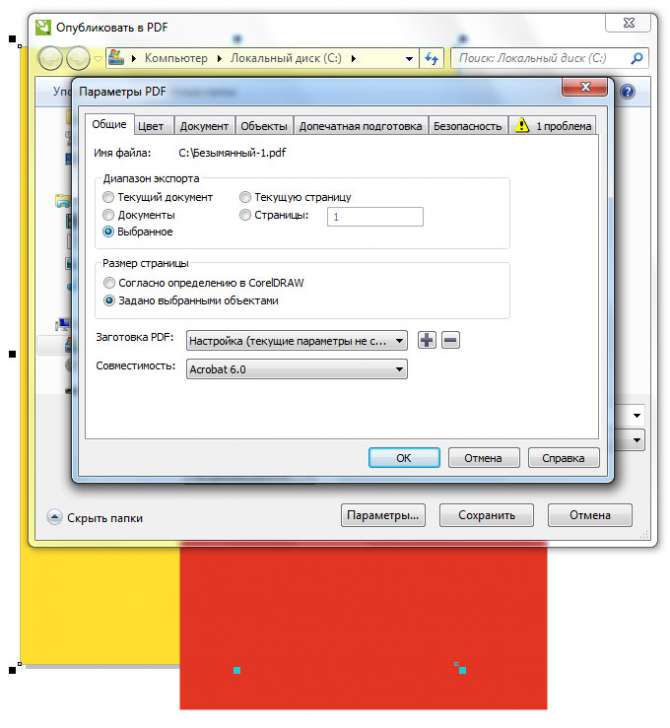 Опубликовать в PDF
Компьютер Локальный диск (C:) Поиск: Локальный диск (C:)
Параметры PDF
Общие Цвет Документ Объекты Допечатная подготовка Безопасность 1 проблема
Имя файла: C:\Безымянный-1.pdf
Диапазон экспорта
Текущий документ Текущую страницу
Документы Страницы: 1
Выбранное
Размер страницы
Согласно определению в CorelDRAW
Задано выбранными объектами
Заготовка PDF: Настройка (текущие параметры не с...
Совместимость: Acrobat 6.0
OK Отмена Справка
Скрыть папки Параметры... Сохранить Отмена